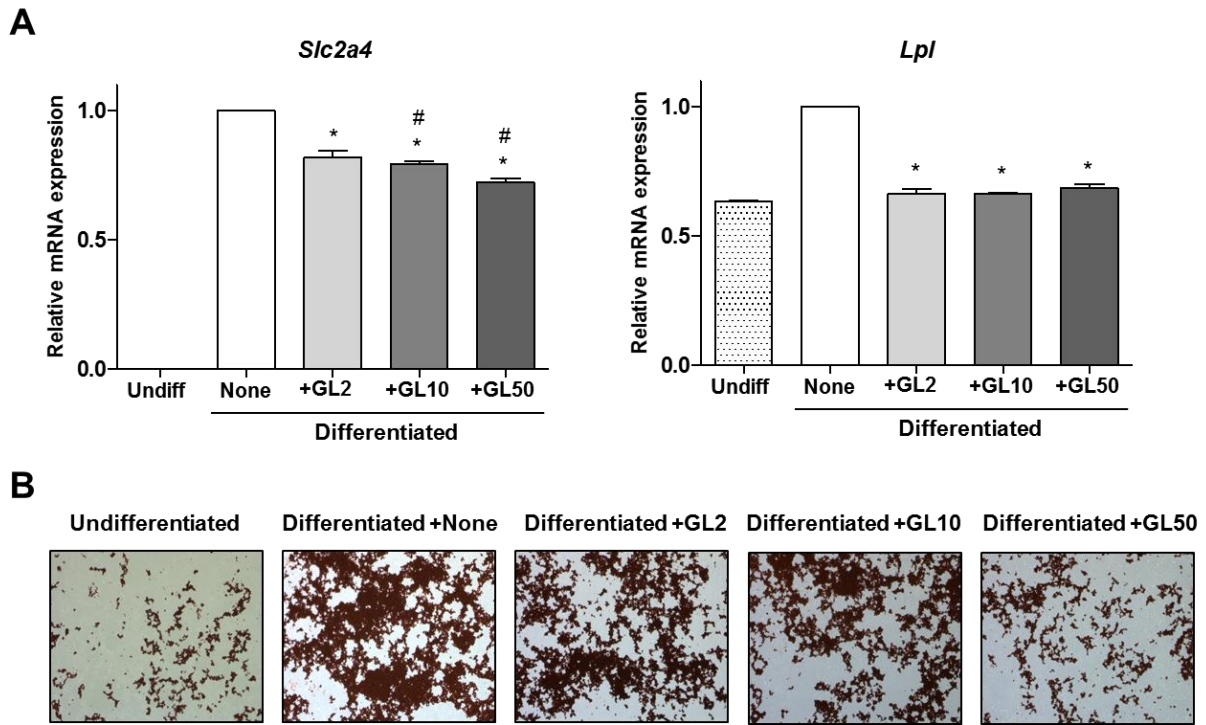 A
Slc2a4
Relative mRNA expression
1.0
0.5
0.0
*
#
*
#
*
Undiff None +GL2 +GL10 +GL50
Differentiated
Lpl
Relative mRNA expression
1.0
0.5
0.0
* * *
Undiff None +GL2 +GL10 +GL50
Differentiated
B
Undifferentiated Differentiated +None Differentiated +GL2 Differentiated +GL10 Differentiated +GL50